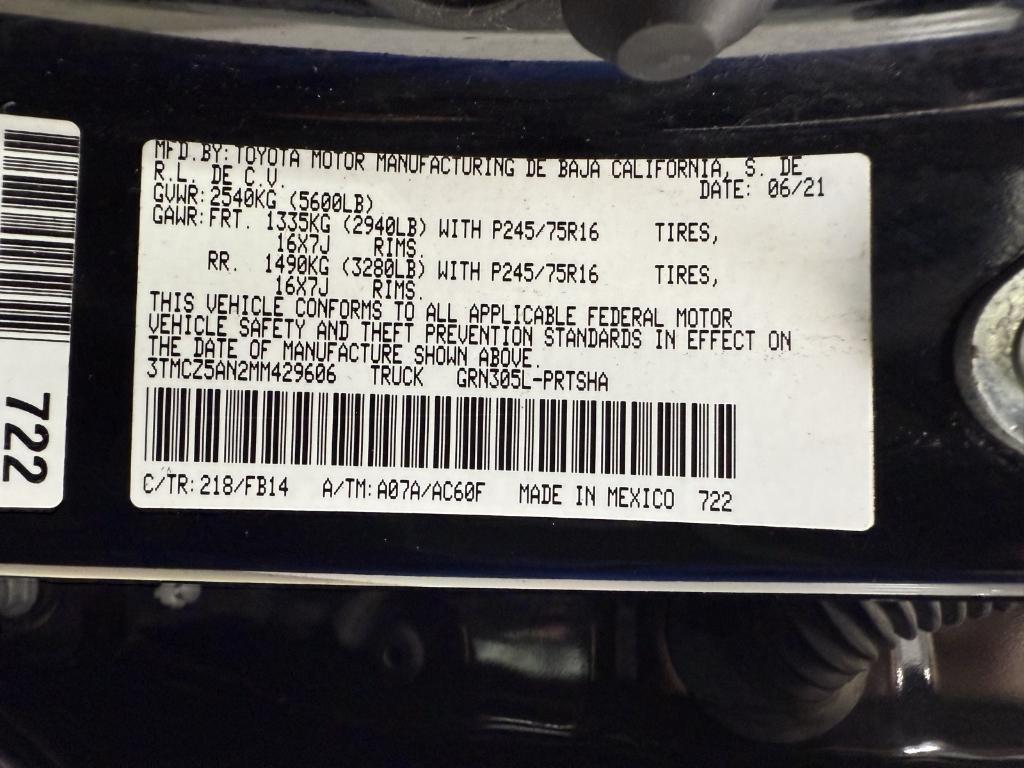 MFD.BY: TOYOTA MOTOR MANUFACTURING DE BAJA CALIFORNIA, S. DE
R.L. DE C.V. DATE: 06/21
GVWR: 2540KG (5600LB)
GAWR: FRT. 1335KG (2940LB) WITH P245/75R16 TIRES,
16X7J RIMS.
RR. 1490KG (3280LB) WITH P245/75R16 TIRES,
16X7J RIMS.
THIS VEHICLE CONFORMS TO ALL APPLICABLE FEDERAL MOTOR
VEHICLE SAFETY AND THEFT PREVENTION STANDARDS IN EFFECT ON
THE DATE OF MANUFACTURE SHOWN ABOVE.
3TMCZ5AN2MM429606 TRUCK GRN305L-PRTSHA
C/TR: 218/FB14 A/TM: A07A/AC60F MADE IN MEXICO 722
722